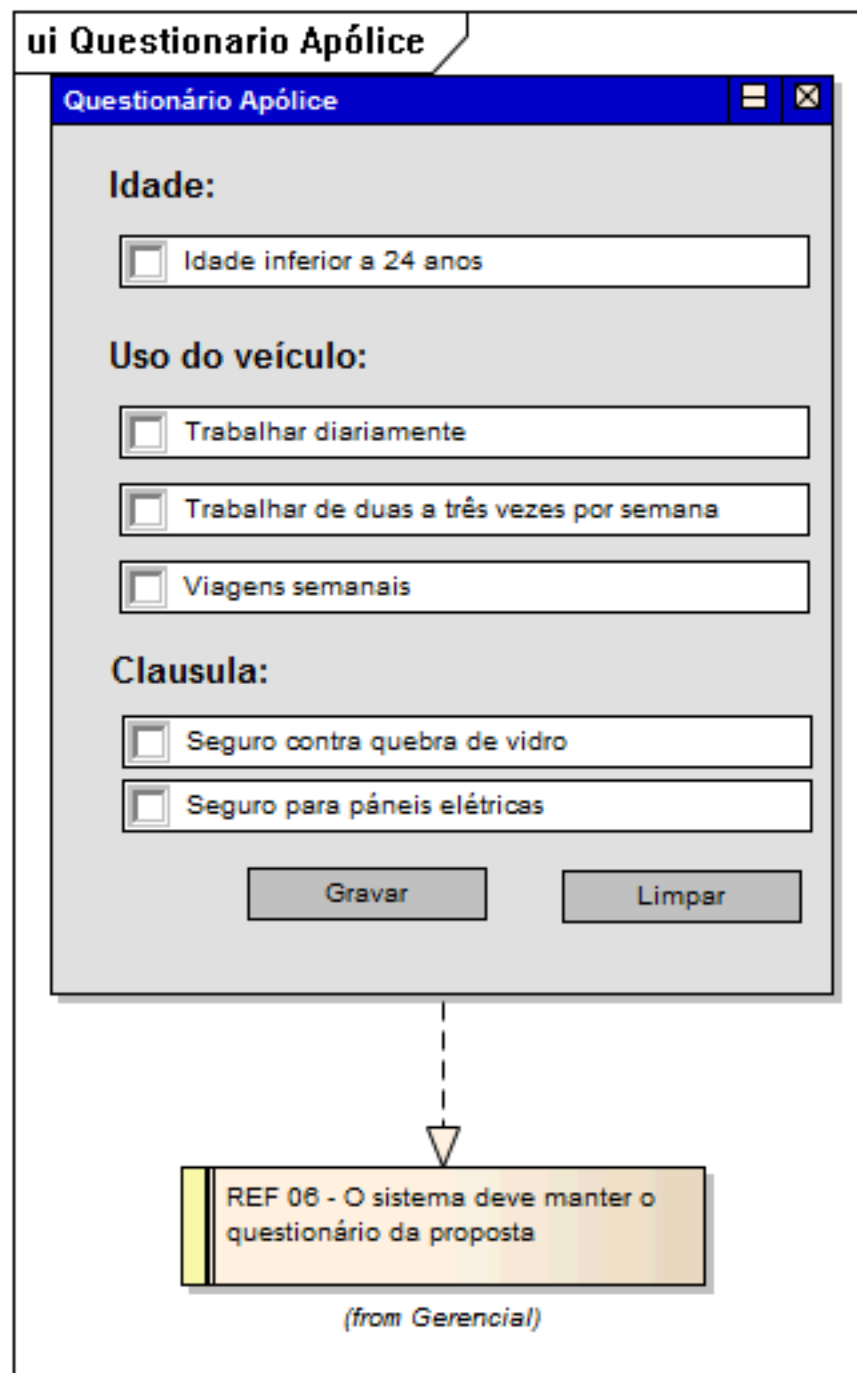 ui Questionario Apólice
Questionário Apólice
Idade:
Idade inferior a 24 anos
Uso do veículo:
Trabalhar diariamente
Trabalhar de duas a três vezes por semana
Viagens semanais
Clausula:
Seguro contra quebra de vidro
Seguro para páneis elétricas
Gravar
Limpar
REF 06 - O sistema deve manter o
questionário da proposta
(from Gerencial)